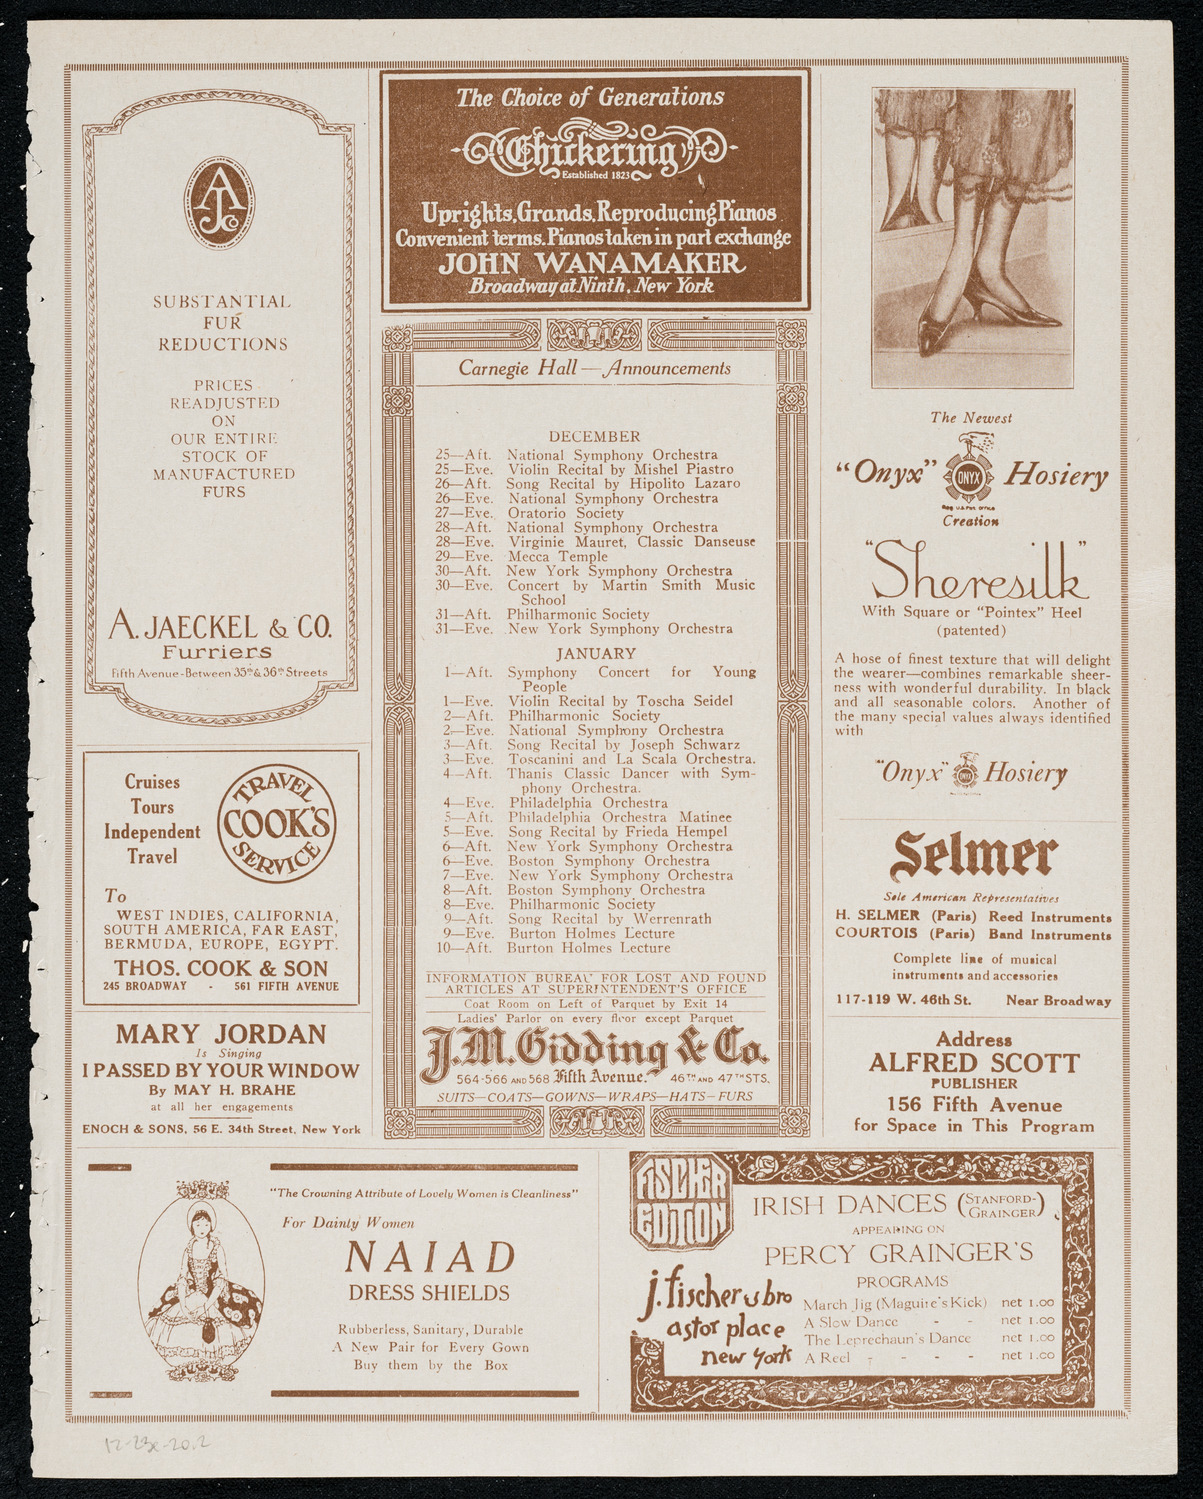 AJCo
SUBSTANTIAL
FUR
REDUCTIONS
PRICES
READJUSTED
ON
OUR ENTIRE
STOCK OF
MANUFACTURED
FURS
A. JAECKEL & CO.
Furriers
Fifth Avenue-Between 35th & 36th Streets
Cruises
Tours
Independent
Travel
TRAVEL
COOK'S
SERVICE
To
WEST INDIES, CALIFORNIA,
SOUTH AMERICA, FAR EAST,
BERMUDA, EUROPE, EGYPT.
THOS. COOK & SON
245 BROADWAY - 561 FIFTH AVENUE
MARY JORDAN
Is Singing
I PASSED BY YOUR WINDOW
By MAY H. BRAHE
at all her engagements
ENOCH & SONS, 56 E. 34th Street, New York
The Choice of Generations
Chickering
Established 1823
Uprights, Grands, Reproducing Pianos
Convenient terms. Pianos taken in part exchange
JOHN WANAMAKER
Broadway at Ninth, New York
Carnegie Hall—Announcements
DECEMBER
25—Aft. National Symphony Orchestra
25—Eve. Violin Recital by Mishel Piastro
26—Aft. Song Recital by Hipolito Lazaro
26—Eve. National Symphony Orchestra
27—Eve. Oratorio Society
28—Aft. National Symphony Orchestra
28—Eve. Virginie Mauret, Classic Danseuse
29—Eve. Mecca Temple
30—Aft. New York Symphony Orchestra
30—Eve. Concert by Martin Smith Music
School
31—Aft. Philharmonic Society
31—Eve. New York Symphony Orchestra
JANUARY
1—Aft. Symphony Concert for Young
People
1—Eve. Violin Recital by Toscha Seidel
2—Aft. Philharmonic Society
2—Eve. National Symphony Orchestra
3—Aft. Song Recital by Joseph Schwarz
3—Eve. Toscanini and La Scala Orchestra.
4—Aft. Thanis Classic Dancer with Sym-
phony Orchestra.
4—Eve. Philadelphia Orchestra
5—Aft. Philadelphia Orchestra Matinee
5—Eve. Song Recital by Frieda Hempel
6—Aft. New York Symphony Orchestra
6—Eve. Boston Symphony Orchestra
7—Eve. New York Symphony Orchestra
8—Aft. Boston Symphony Orchestra
8—Eve. Philharmonic Society
9—Aft. Song Recital by Werrenrath
9—Eve. Burton Holmes Lecture
10—Aft. Burton Holmes Lecture
INFORMATION BUREAU FOR LOST AND FOUND
ARTICLES AT SUPERINTENDENT'S OFFICE
Coat Room on Left of Parquet by Exit 14
Ladies' Parlor on every floor except Parquet
J.M. Gidding & Co.
564-566 AND 568 Fifth Avenue. 46TH AND 47TH STS.
SUITS—COATS—GOWNS—WRAPS—HATS—FURS
The Newest
"Onyx" ONYX Hosiery
Reg. U.S. Pat. Office
Creation
"Sheresilk"
With Square or "Pointex" Heel
(patented)
A hose of finest texture that will delight
the wearer—combines remarkable sheer-
ness with wonderful durability. In black
and all seasonable colors. Another of
the many special values always identified
with
"Onyx" ONYX Hosiery
Selmer
Sole American Representatives
H. SELMER (Paris) Reed Instruments
COURTOIS (Paris) Band Instruments
Complete line of musical
instruments and accessories
117-119 W. 46th St. Near Broadway
Address
ALFRED SCOTT
PUBLISHER
156 Fifth Avenue
for Space in This Program
"The Crowning Attribute of Lovely Women is Cleanliness"
For Dainty Women
NAIAD
DRESS SHIELDS
Rubberless, Sanitary, Durable
A New Pair for Every Gown
Buy them by the Box
FISCHER
EDITION
j. fischer & bro
astor place
new york
IRISH DANCES (STANFORD-
GRAINGER)
APPEARING ON
PERCY GRAINGER'S
PROGRAMS
March Jig (Maguire's Kick) net 1.00
A Slow Dance - - net 1.00
The Leprechaun's Dance net 1.00
A Reel - - - - net 1.00
12-23e-20.2